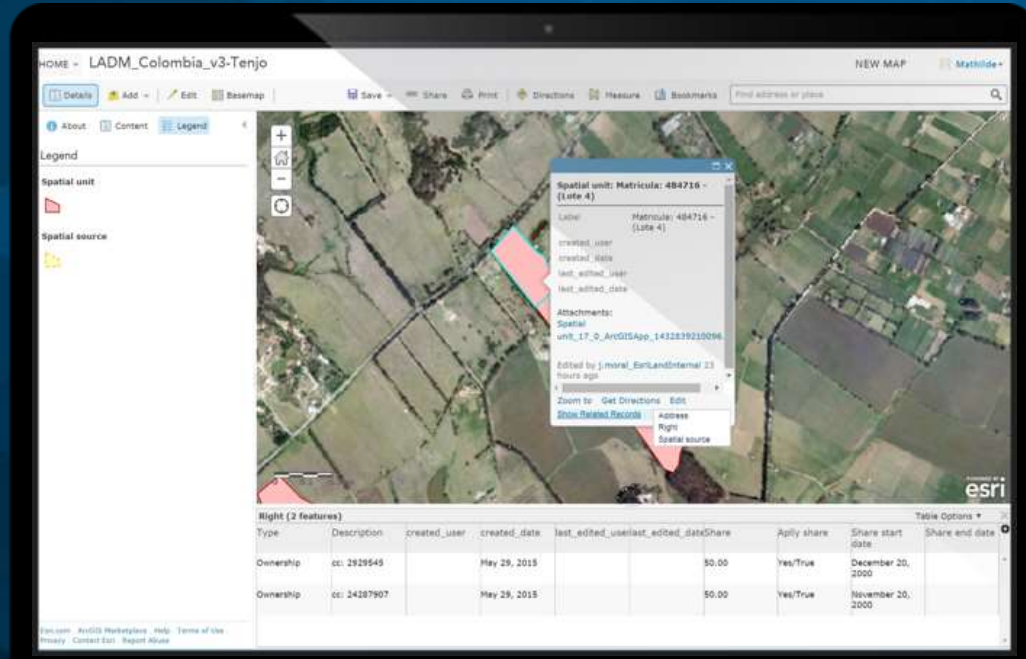 HOME LADM_Colombia_v3-Tenjo NEW MAP Mathilde
Details Add Edit Basemap Save Share Print Directions Measure Bookmarks Find address or place
About Content Legend
Legend
Spatial unit
Spatial source
Spatial unit: Matricula: 484716 -
(Lote 4)
Label Matricula: 484716 -
(Lote 4)
created_user
created_date
last_edited_user
last_edited_date
Attachments:
Spatial
unit_17_0_ArcGISApp_1432839210096.
Edited by j.moral_EsriLandInternal 23
hours ago
Zoom to Get Directions Edit
Show Related Records
Address
Right
Spatial source
POWERED BY
esri
Right (2 features) Table Options
Type Description created_user created_date last_edited_user last_edited_date Share Aplly share Share start date Share end date
Ownership cc: 2929545 May 29, 2015 50.00 Yes/True December 20,
2000
Ownership cc: 24287907 May 29, 2015 50.00 Yes/True November 20,
2000
Esri.com ArcGIS Marketplace Help Terms of Use
Privacy Contact Esri Report Abuse